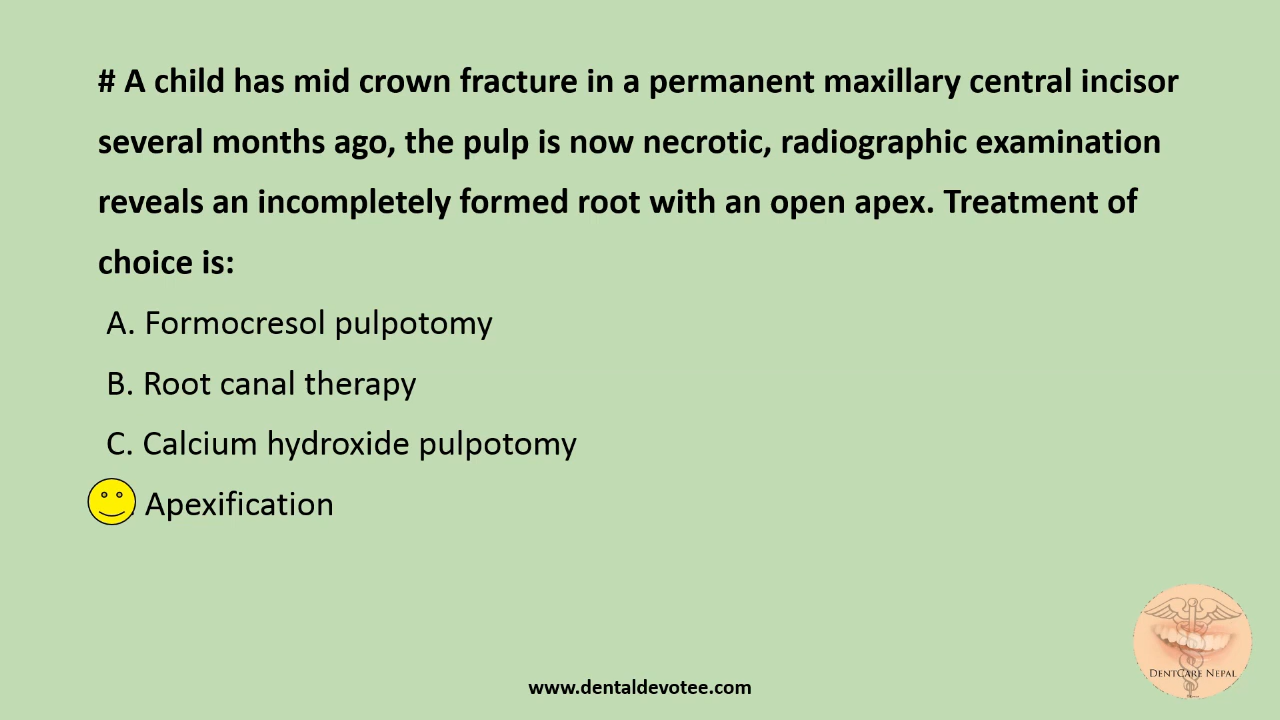 # A child has mid crown fracture in a permanent maxillary central incisor
several months ago, the pulp is now necrotic, radiographic examination
reveals an incompletely formed root with an open apex. Treatment of
choice is:
A. Formocresol pulpotomy
B. Root canal therapy
C. Calcium hydroxide pulpotomy
Apexification
DENTCARE NEPAL
www.dentaldevotee.com